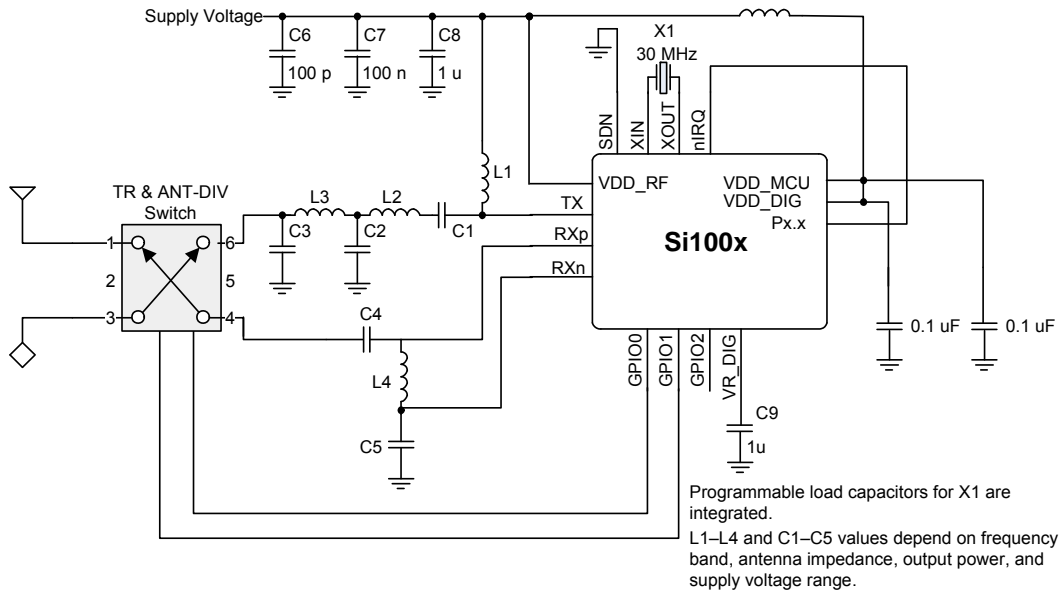 Supply Voltage
C6
100 p
C7
100 n
C8
1 u
X1
30 MHz
L1
SDN
XIN
XOUT
nIRQ
VDD_RF
TX
RXp
RXn
VDD_MCU
VDD_DIG
Px.x
Si100x
TR & ANT-DIV
Switch
1
2
3
6
5
4
L3
L2
C3
C2
C1
C4
L4
C5
GPIO0
GPIO1
GPIO2
VR_DIG
C9
1u
0.1 uF
0.1 uF
Programmable load capacitors for X1 are
integrated.
L1–L4 and C1–C5 values depend on frequency
band, antenna impedance, output power, and
supply voltage range.